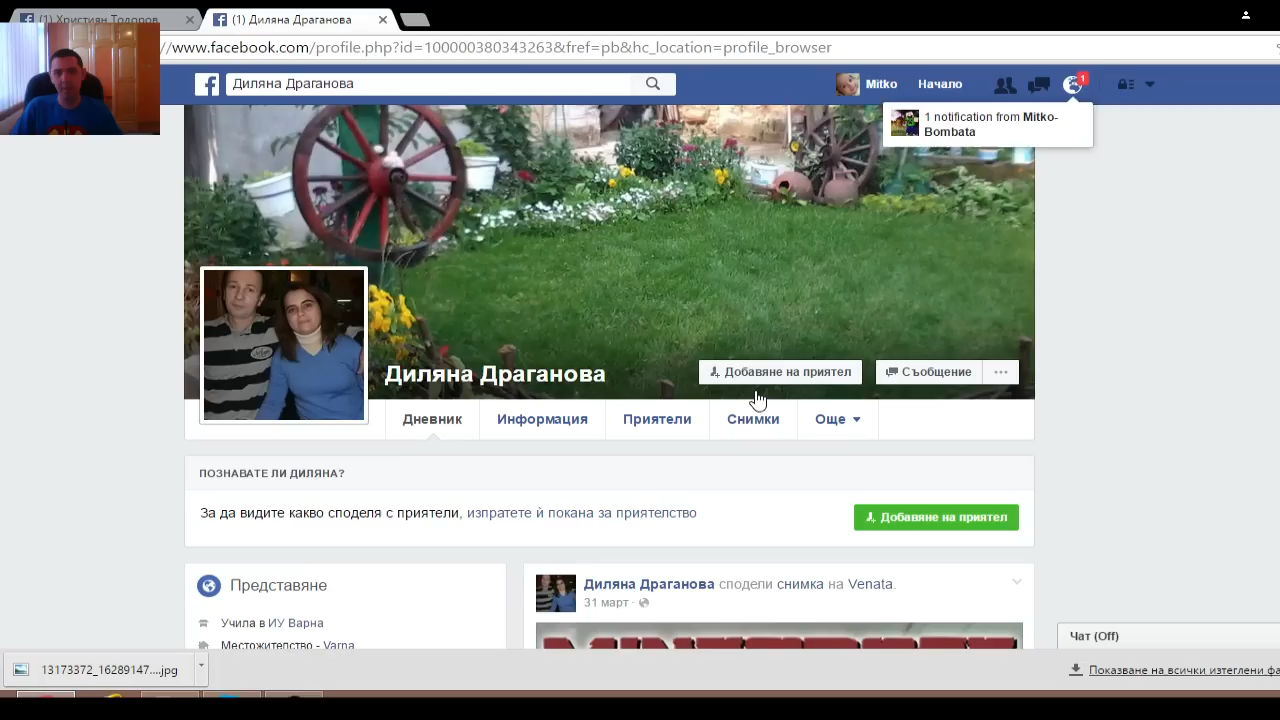 (1) Християн Тодоров
(1) Диляна Драганова
//www.facebook.com/profile.php?id=100000380343263&fref=pb&hc_location=profile_browser
Диляна Драганова
Mitko
Начало
1
1 notification from Mitko-
Bombata
Диляна Драганова
Добавяне на приятел
Съобщение
Дневник
Информация
Приятели
Снимки
Още
ПОЗНАВАТЕ ЛИ ДИЛЯНА?
За да видите какво споделя с приятели, изпратете ѝ покана за приятелство
Добавяне на приятел
Представяне
Учила в ИУ Варна
Местожителство - Varna
Диляна Драганова сподели снимка на Venata.
31 март ·
Чат (Off)
13173372_16289147....jpg
Показване на всички изтеглени фа